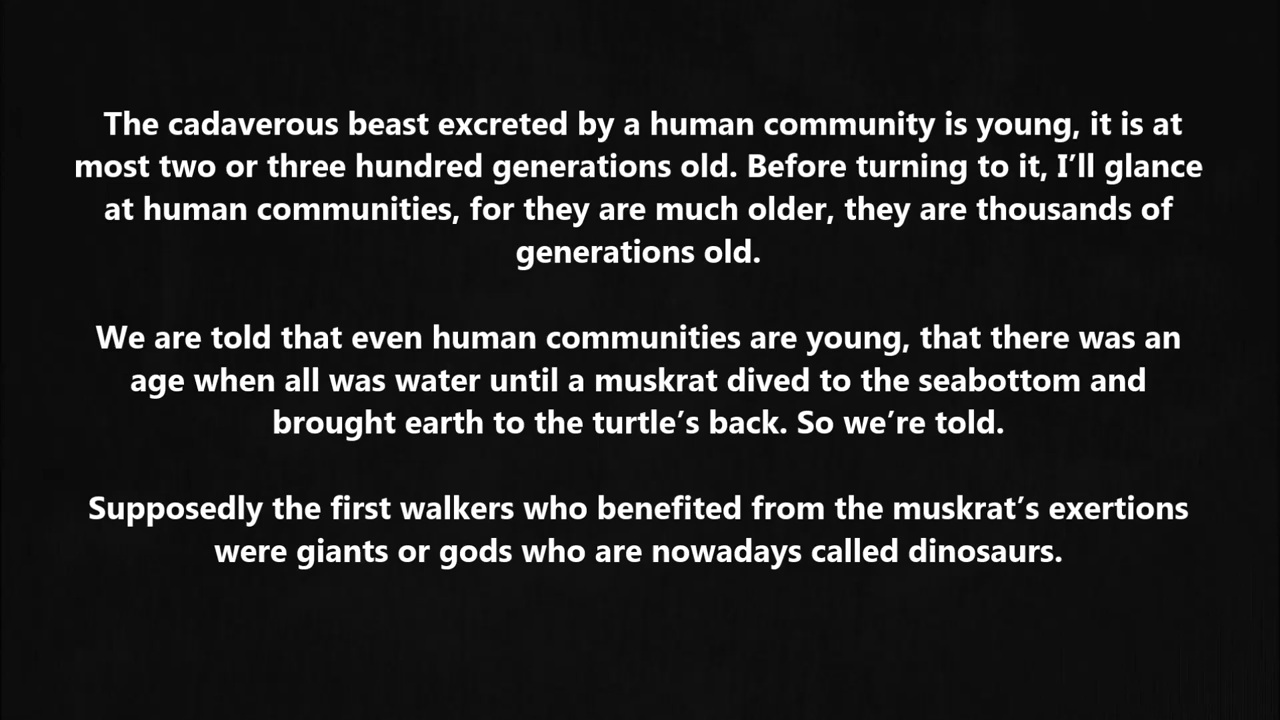 The cadaverous beast excreted by a human community is young, it is at
most two or three hundred generations old. Before turning to it, I’ll glance
at human communities, for they are much older, they are thousands of
generations old.
We are told that even human communities are young, that there was an
age when all was water until a muskrat dived to the seabottom and
brought earth to the turtle’s back. So we’re told.
Supposedly the first walkers who benefited from the muskrat’s exertions
were giants or gods who are nowadays called dinosaurs.